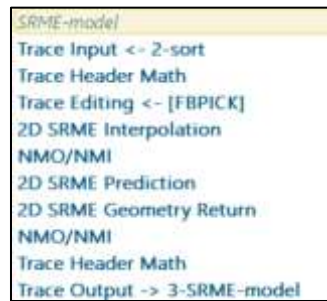 SRME-model
Trace Input <- 2-sort
Trace Header Math
Trace Editing <- [FBPICK]
2D SRME Interpolation
NMO/NMI
2D SRME Prediction
2D SRME Geometry Return
NMO/NMI
Trace Header Math
Trace Output -> 3-SRME-model